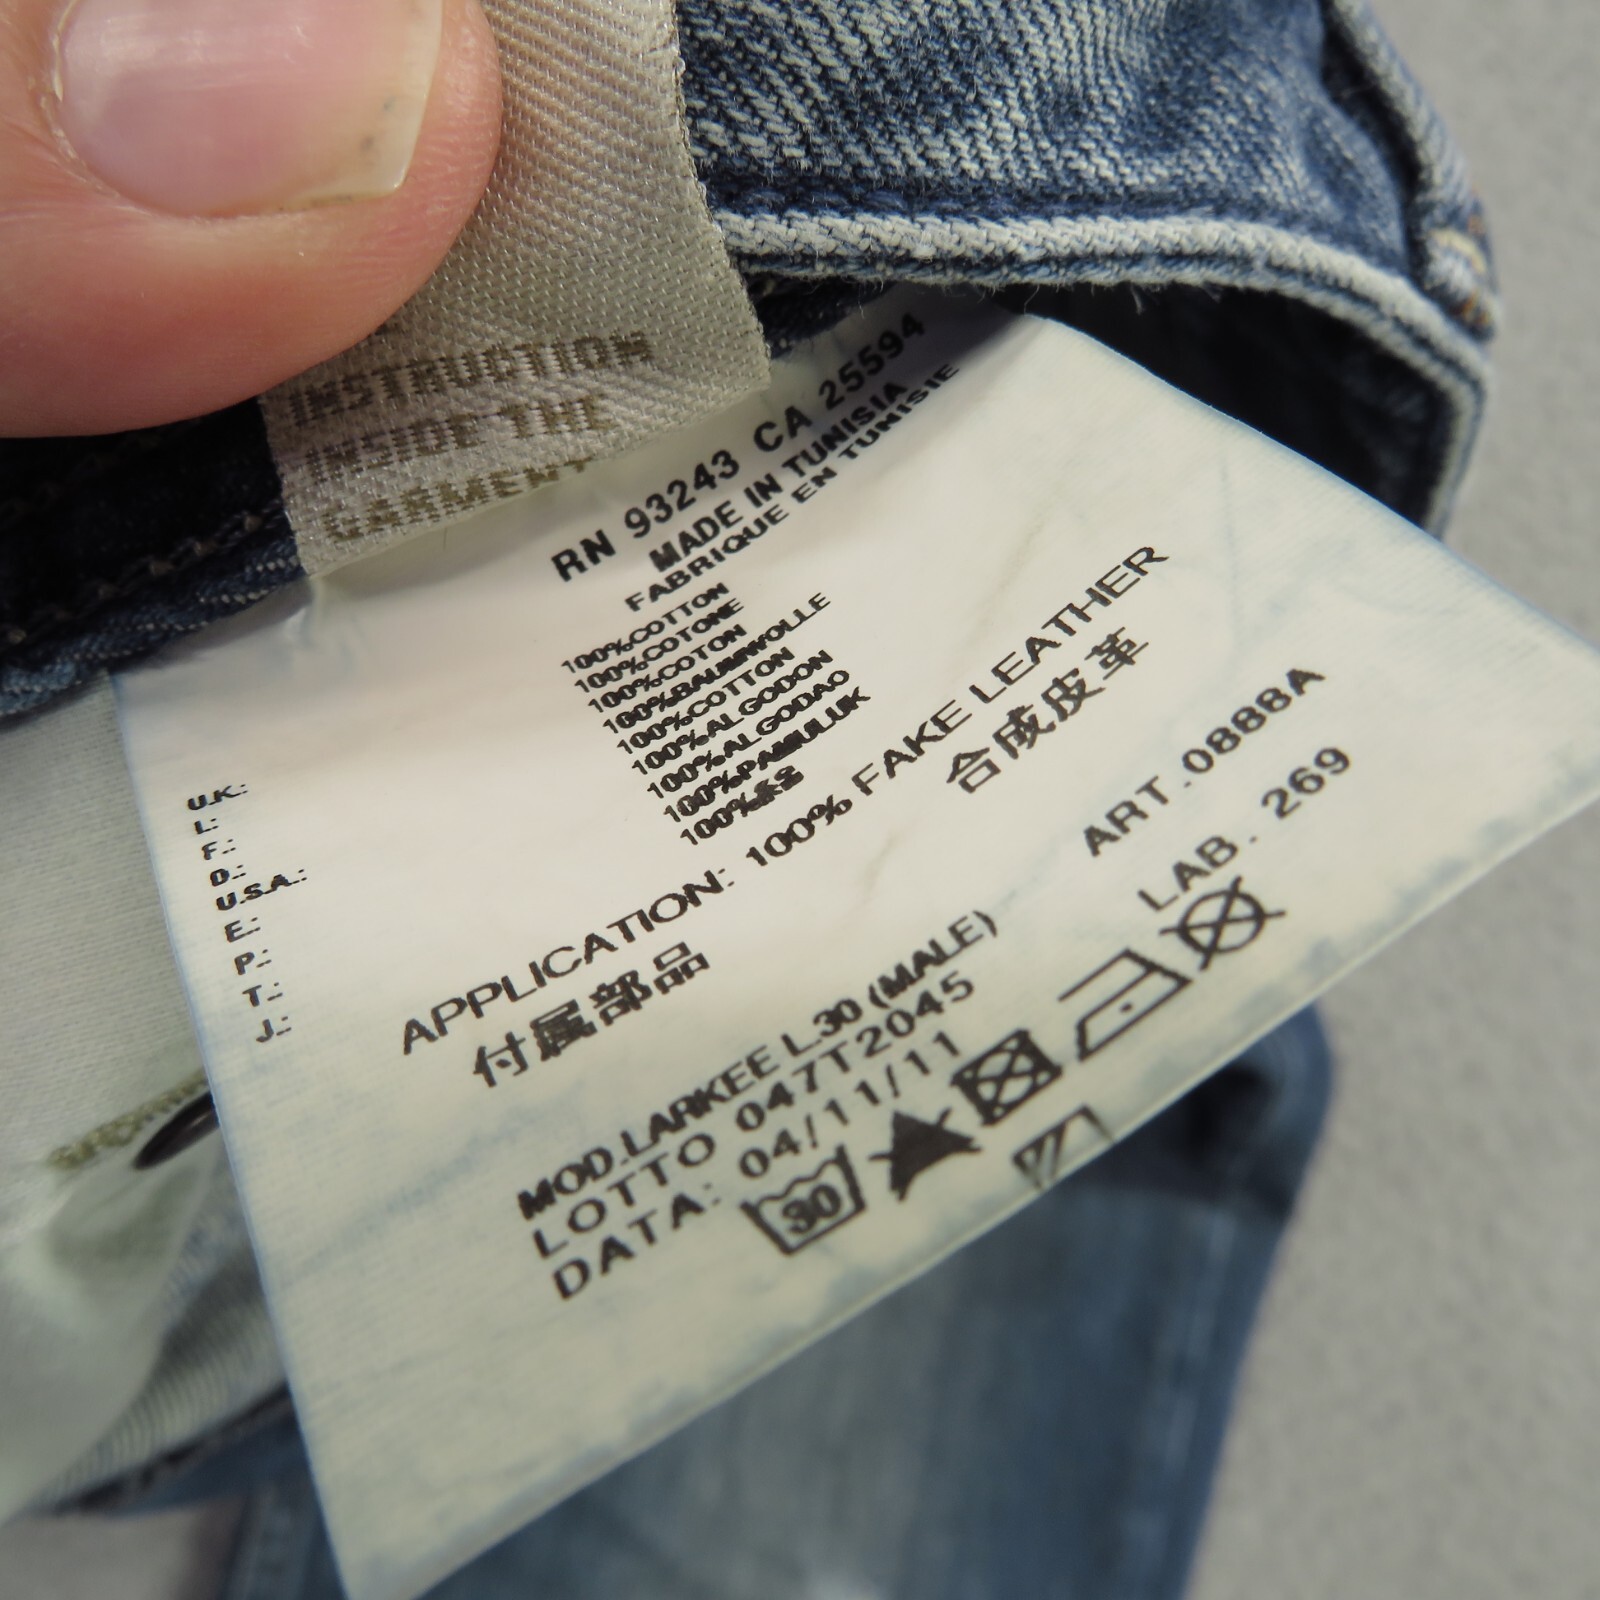 INSTRUCTION
INSIDE THE
GARMENT
RN 93243 CA 25594
MADE IN TUNISIA
FABRIQUE EN TUNISIE
U.K.: 100%COTTON
I.: 100%COTONE
F.: 100%COTON
D.: 100%BAUMWOLLE
U.S.A.: 100%COTTON
E.: 100%ALGODON
P.: 100%ALGODAO
T.: 100%PAMULUK
J.: 100%綿
APPLICATION: 100% FAKE LEATHER
付属部品 合成皮革
MOD.LARKEE L.30 (MALE) ART.0888A
LOTTO 047T2045 LAB. 269
DATA: 04/11/11
30